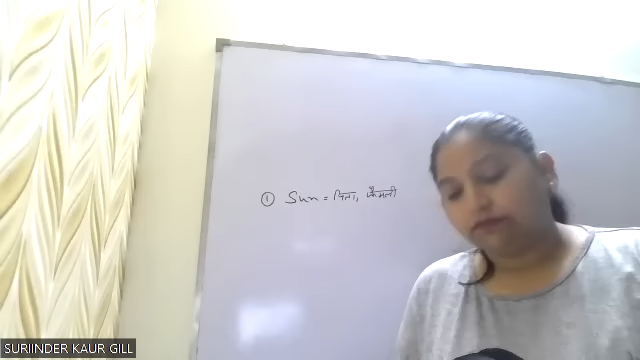 ① Sun = पिता, फैमली
SURIINDER KAUR GILL